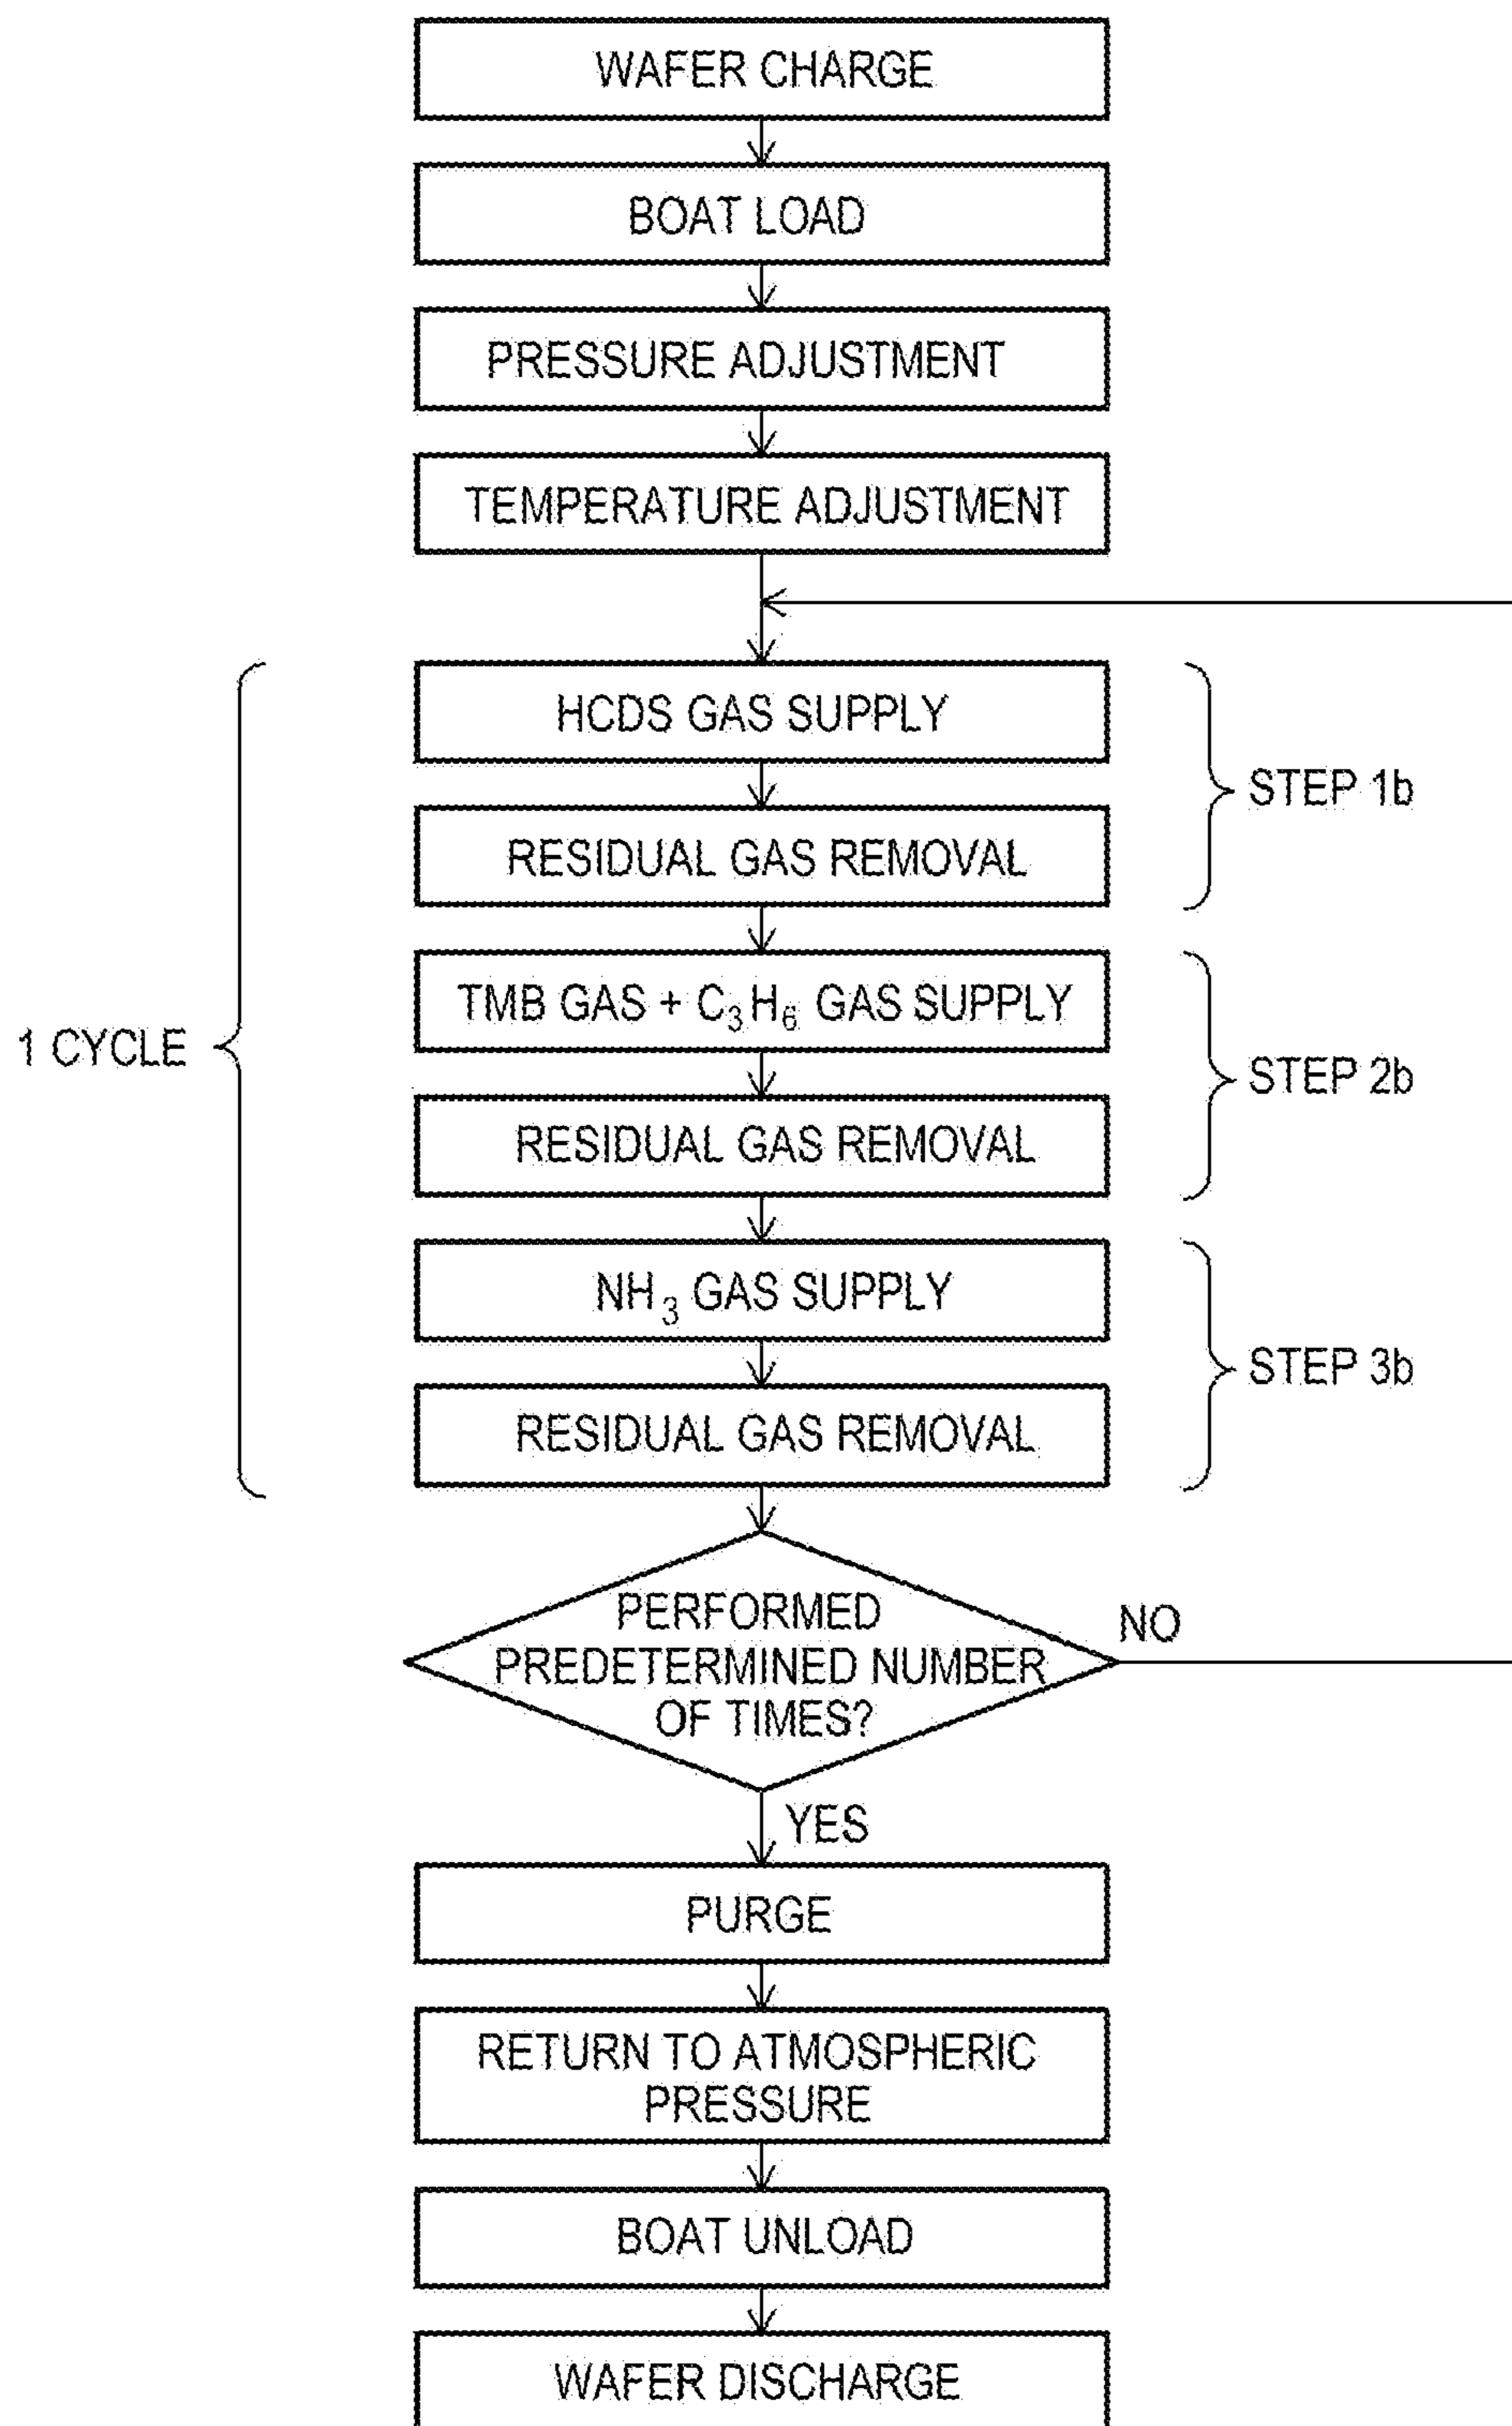 WAFER CHARGE
BOAT LOAD
PRESSURE ADJUSTMENT
TEMPERATURE ADJUSTMENT
HCDS GAS SUPPLY
RESIDUAL GAS REMOVAL
STEP 1b
TMB GAS + C₃H₆ GAS SUPPLY
RESIDUAL GAS REMOVAL
STEP 2b
1 CYCLE
NH₃ GAS SUPPLY
RESIDUAL GAS REMOVAL
STEP 3b
PERFORMED
PREDETERMINED NUMBER
OF TIMES?
NO
YES
PURGE
RETURN TO ATMOSPHERIC
PRESSURE
BOAT UNLOAD
WAFER DISCHARGE